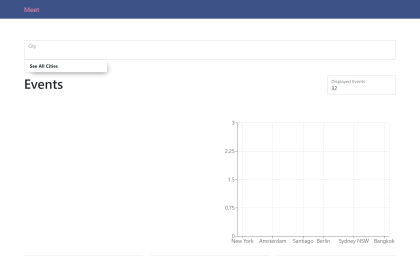 Meet
City
See All Cities
Events
Displayed Events
32
3
2.25
1.5
0.75
0
New York Amsterdam Santiago Berlin Sydney NSW Bangkok